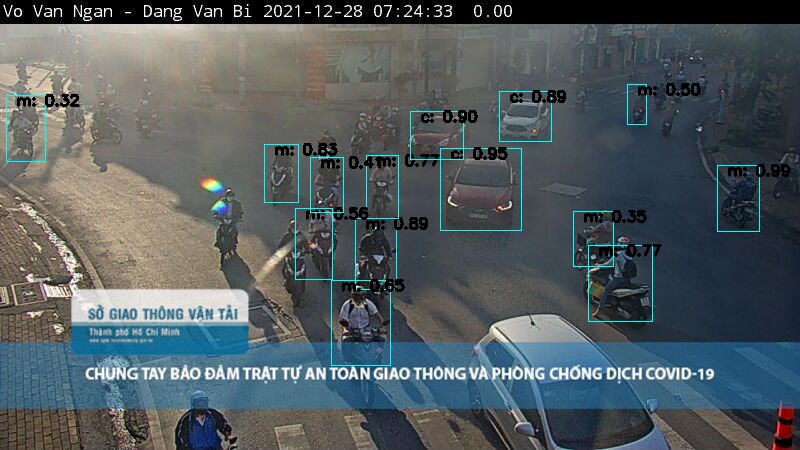 Vo Van Ngan - Dang Van Bi 2021-12-28 07:24:33 0.00
m: 0.32
m: 0.50
c: 0.89
c: 0.90
m: 0.83
m: 0.41
m: 0.77
c: 0.95
m: 0.99
m: 0.56
m: 0.89
m: 0.35
m: 0.77
m: 0.65
SỞ GIAO THÔNG VẬN TẢI
Thành phố Hồ Chí Minh
CHUNG TAY BẢO ĐẢM TRẬT TỰ AN TOÀN GIAO THÔNG VÀ PHÒNG CHỐNG DỊCH COVID-19